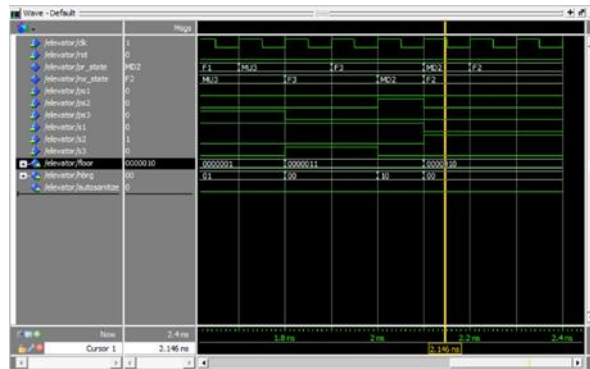 Wave - Default
Msgs
/elevator/clk 1
/elevator/rst 0
/elevator/pr_state MD2 F1 MU3 F3 MD2 F2
/elevator/nx_state F2 MU3 F3 MD2 F2
/elevator/ps1 0
/elevator/ps2 0
/elevator/ps3 0
/elevator/s1 0
/elevator/s2 1
/elevator/s3 0
/elevator/floor 0000010 0000001 0000011 0000010
/elevator/hbrg 00 01 00 10 00
/elevator/autosanitize 0
Now 2.4 ns 1.8 ns 2 ns 2.2 ns 2.4 ns
Cursor 1 2.146 ns 2.146 ns